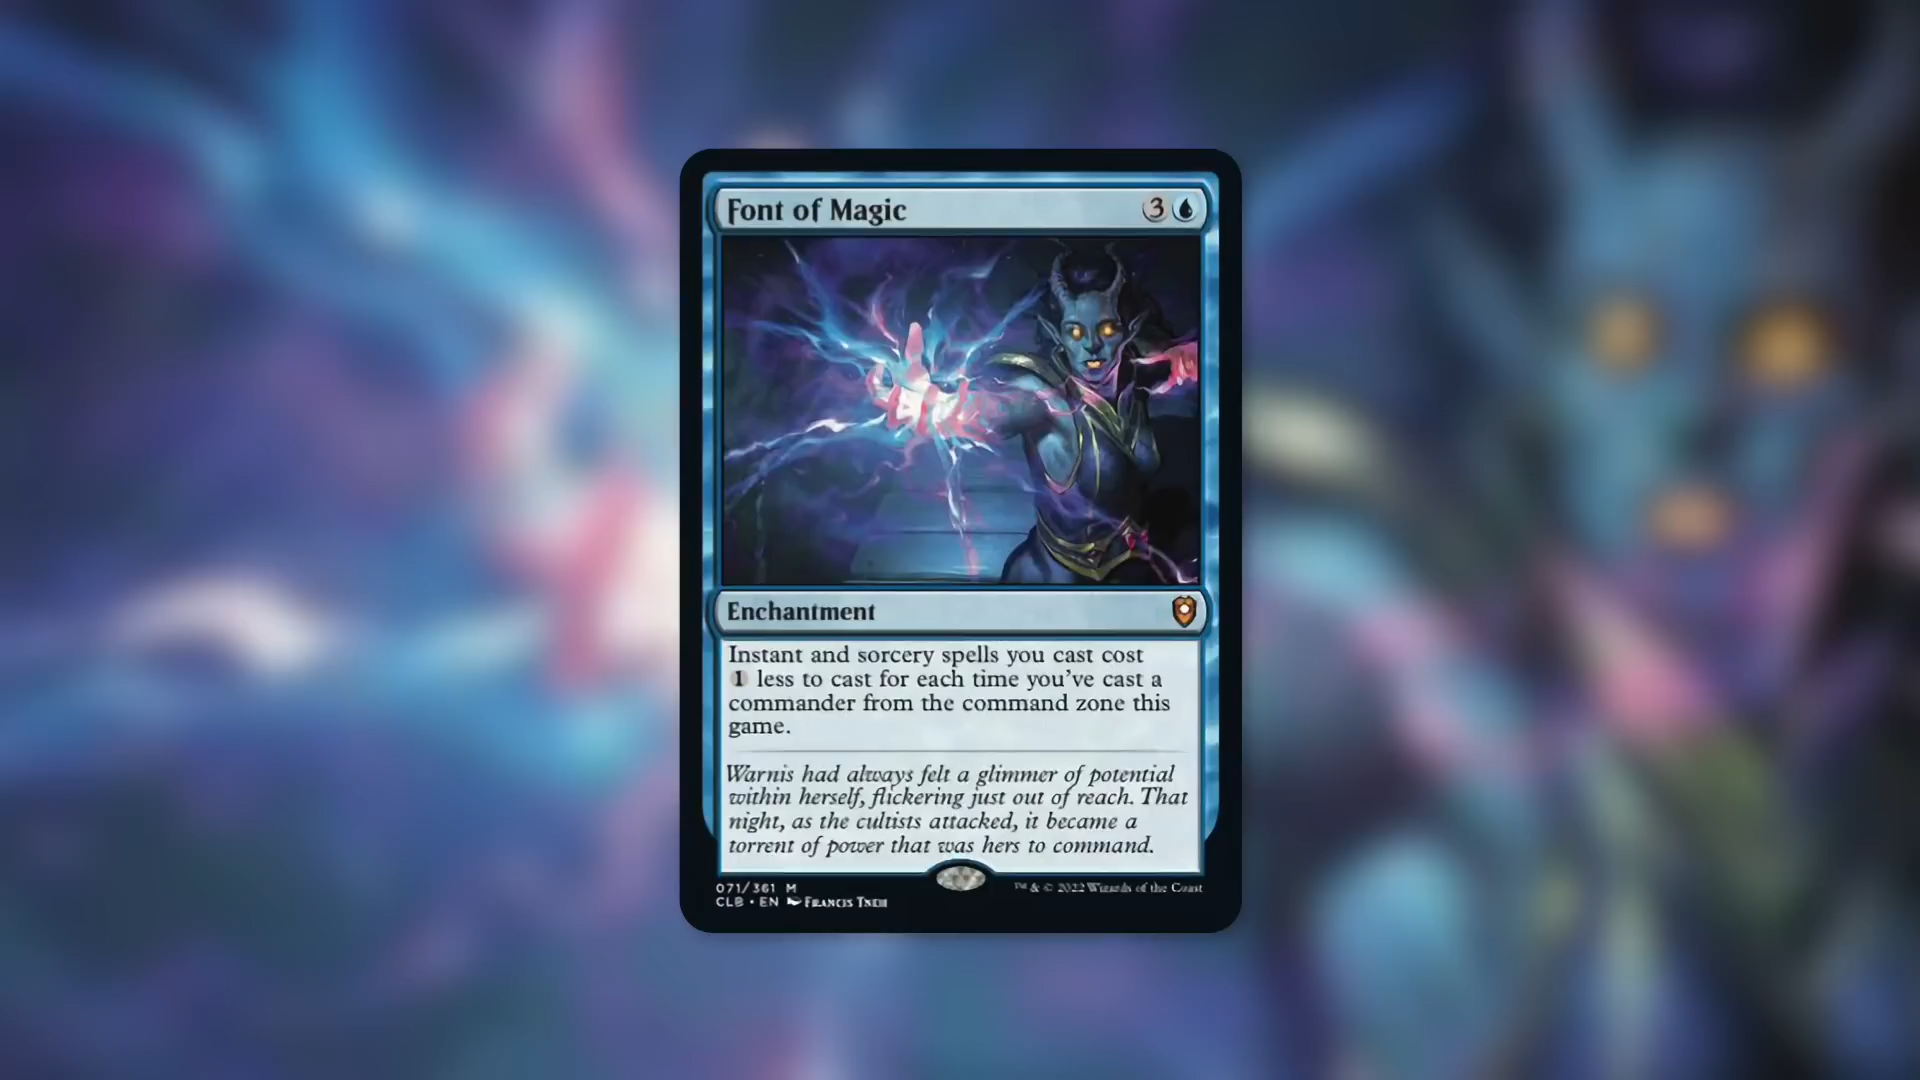 Font of Magic 3
Enchantment
Instant and sorcery spells you cast cost
1 less to cast for each time you've cast a
commander from the command zone this
game.
Warnis had always felt a glimmer of potential
within herself, flickering just out of reach. That
night, as the cultists attacked, it became a
torrent of power that was hers to command.
071/361 M
™ & © 2022 Wizards of the Coast
CLB • EN Francis Tneh